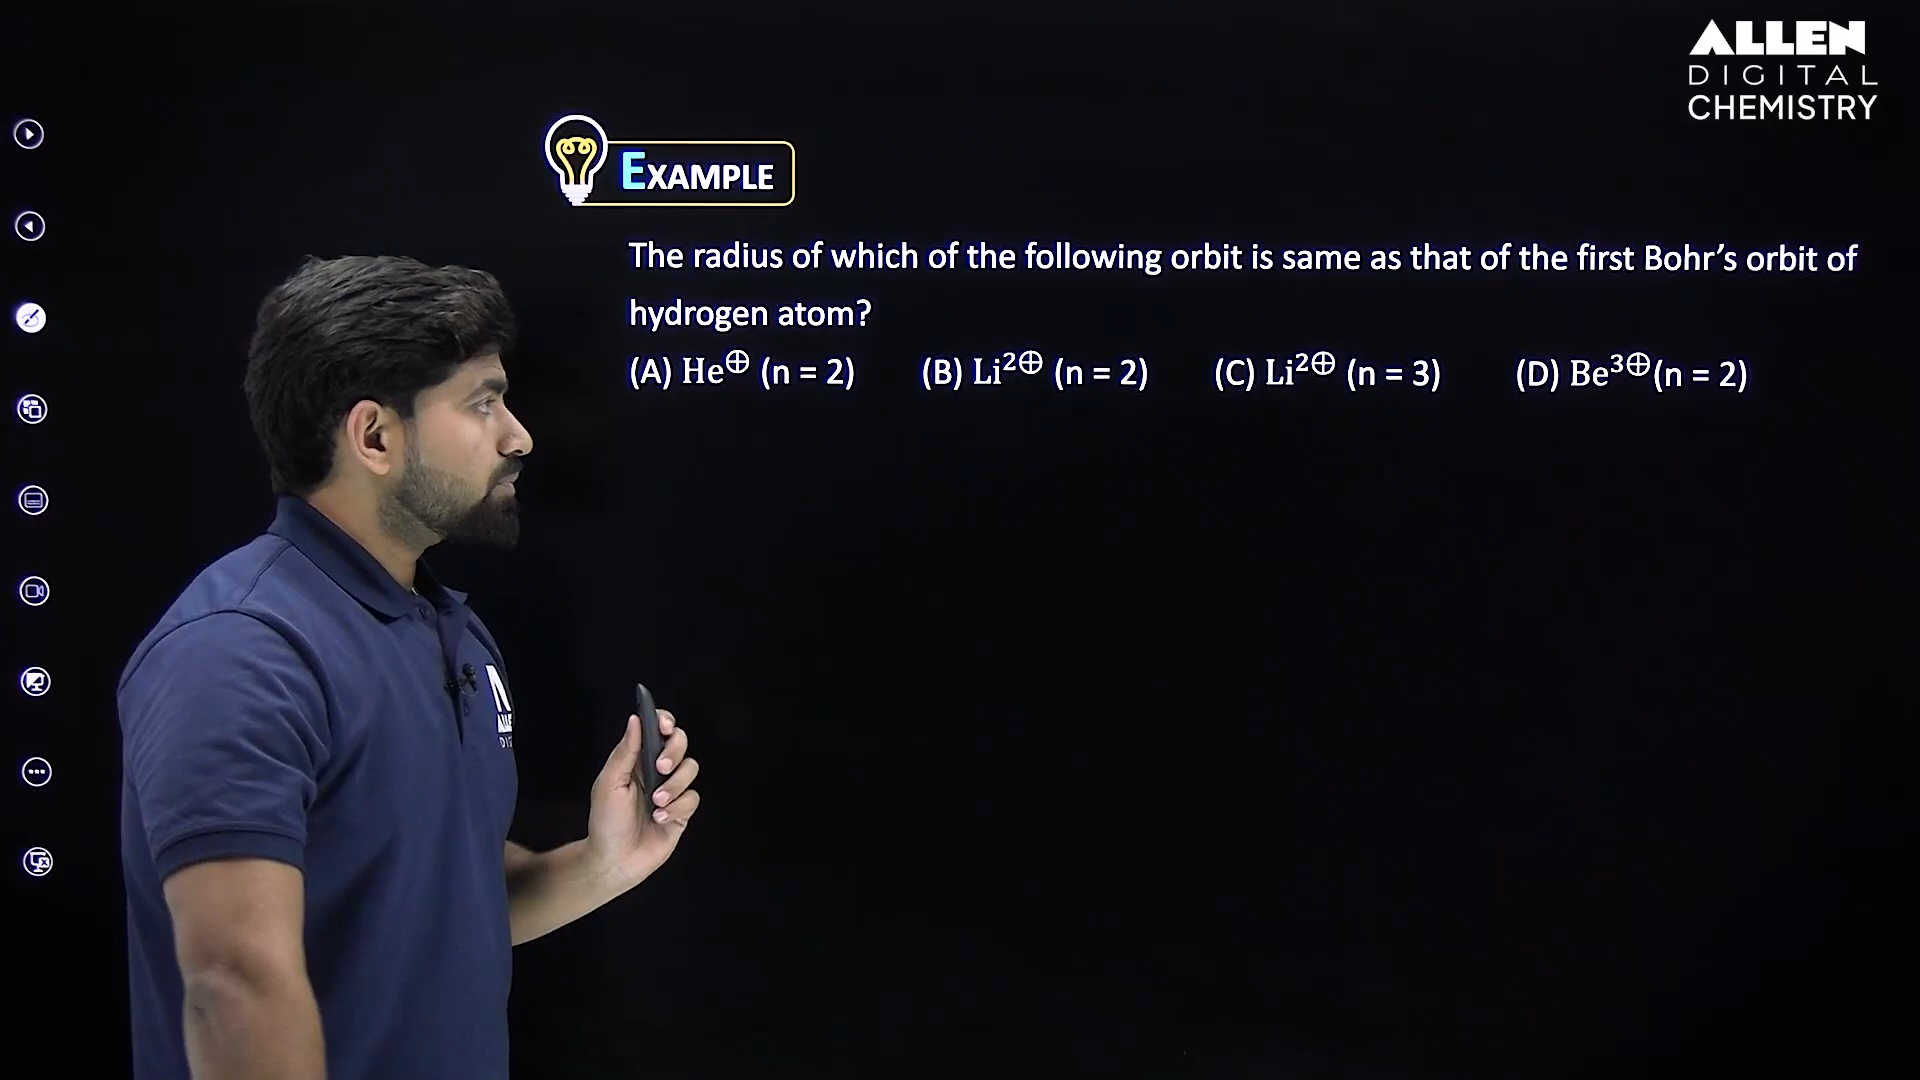 ALLEN
DIGITAL
CHEMISTRY
EXAMPLE
The radius of which of the following orbit is same as that of the first Bohr’s orbit of
hydrogen atom?
(A) He⊕ (n = 2) (B) Li2⊕ (n = 2) (C) Li2⊕ (n = 3) (D) Be3⊕(n = 2)